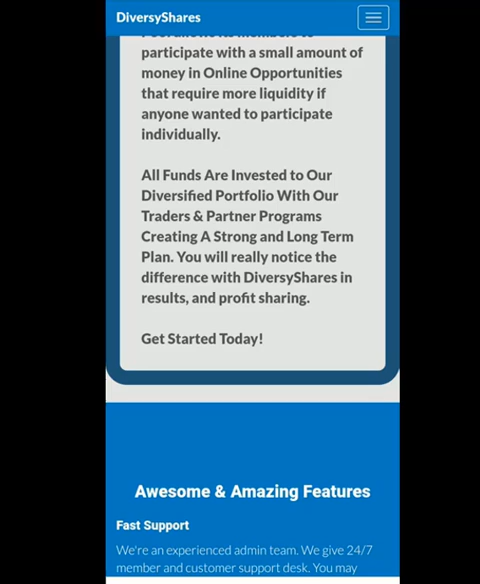 DiversyShares
participate with a small amount of
money in Online Opportunities
that require more liquidity if
anyone wanted to participate
individually.
All Funds Are Invested to Our
Diversified Portfolio With Our
Traders & Partner Programs
Creating A Strong and Long Term
Plan. You will really notice the
difference with DiversyShares in
results, and profit sharing.
Get Started Today!
Awesome & Amazing Features
Fast Support
We're an experienced admin team. We give 24/7
member and customer support desk. You may